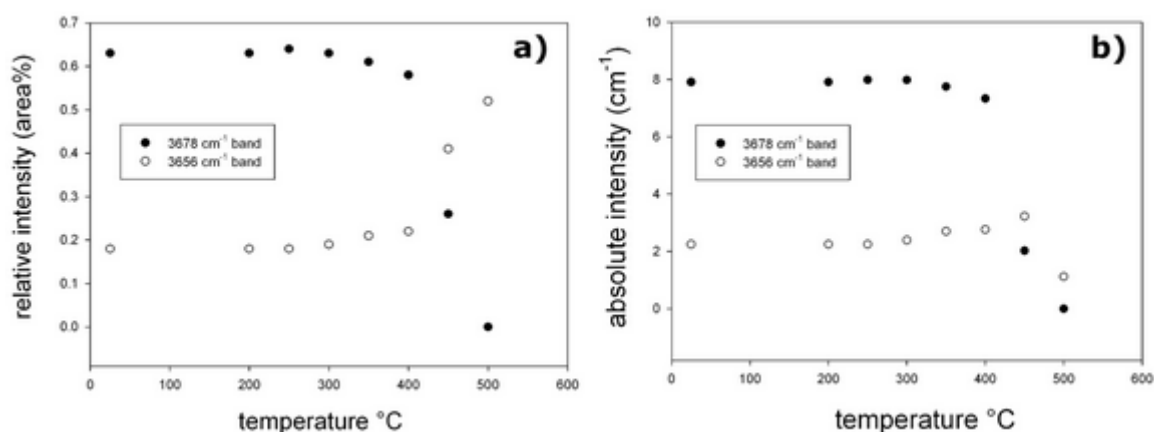 a)
relative intensity (area%)
0.7
0.6
0.5
0.4
0.3
0.2
0.1
0.0
3678 cm⁻¹ band
3656 cm⁻¹ band
0 100 200 300 400 500 600
temperature °C
b)
absolute intensity (cm⁻¹)
10
8
6
4
2
0
3678 cm⁻¹ band
3656 cm⁻¹ band
0 100 200 300 400 500 600
temperature °C